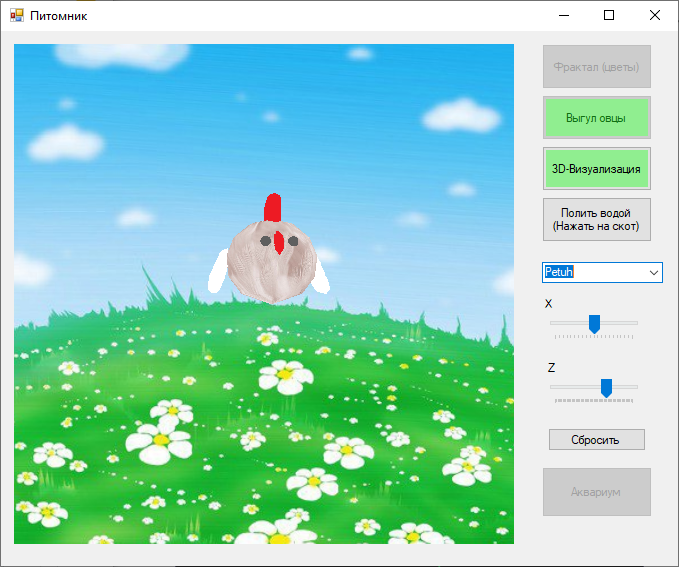 Питомник
Фрактал (цветы)
Выгул овцы
3D-Визуализация
Полить водой
(Нажать на скот)
Petuh
X
Z
Сбросить
Аквариум